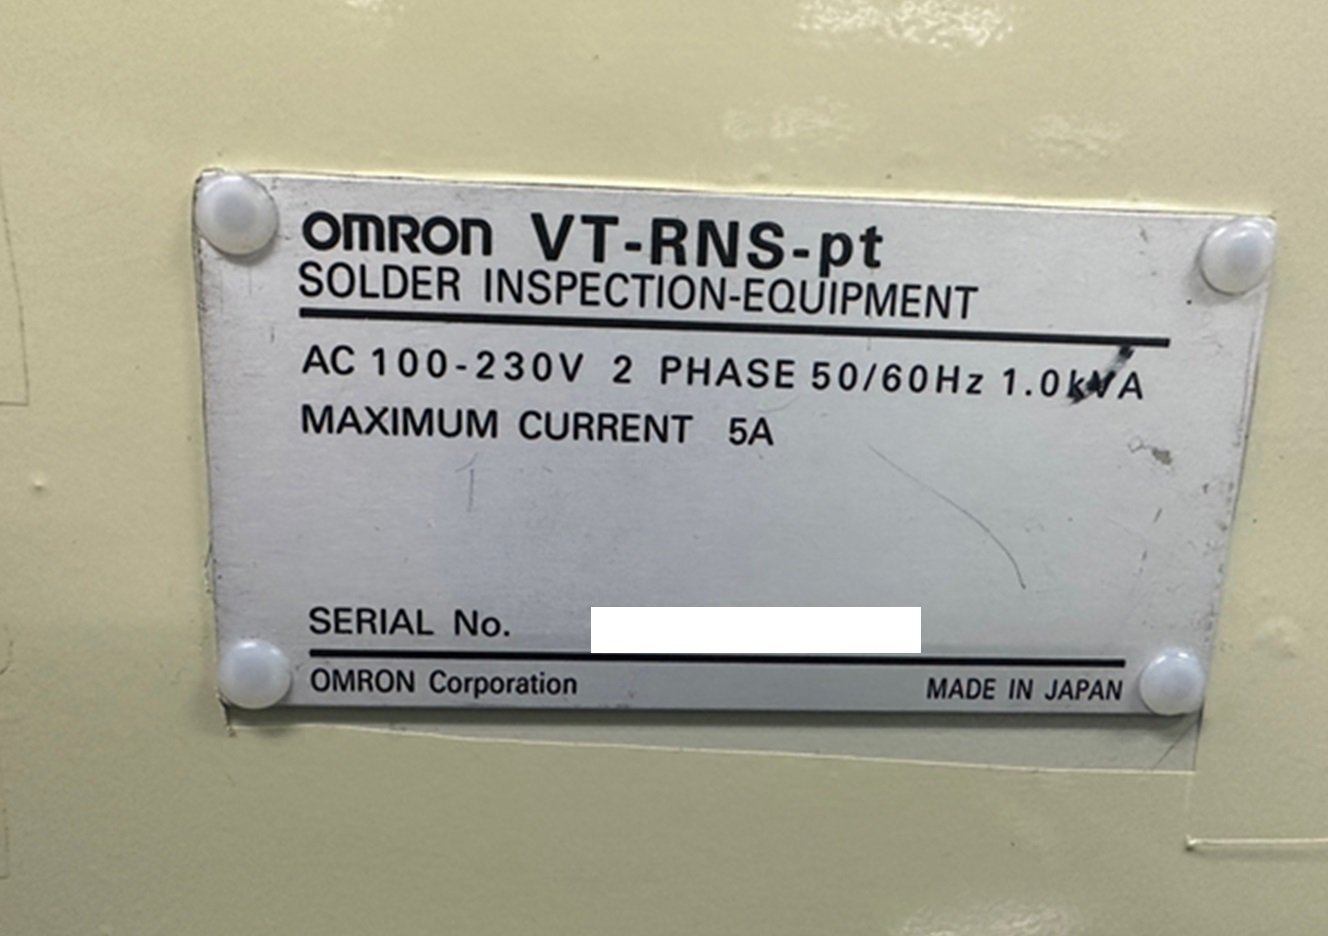 OMRON VT-RNS-pt
SOLDER INSPECTION-EQUIPMENT
AC 100-230V 2 PHASE 50/60Hz 1.0kVA
MAXIMUM CURRENT 5A
SERIAL No.
OMRON Corporation MADE IN JAPAN